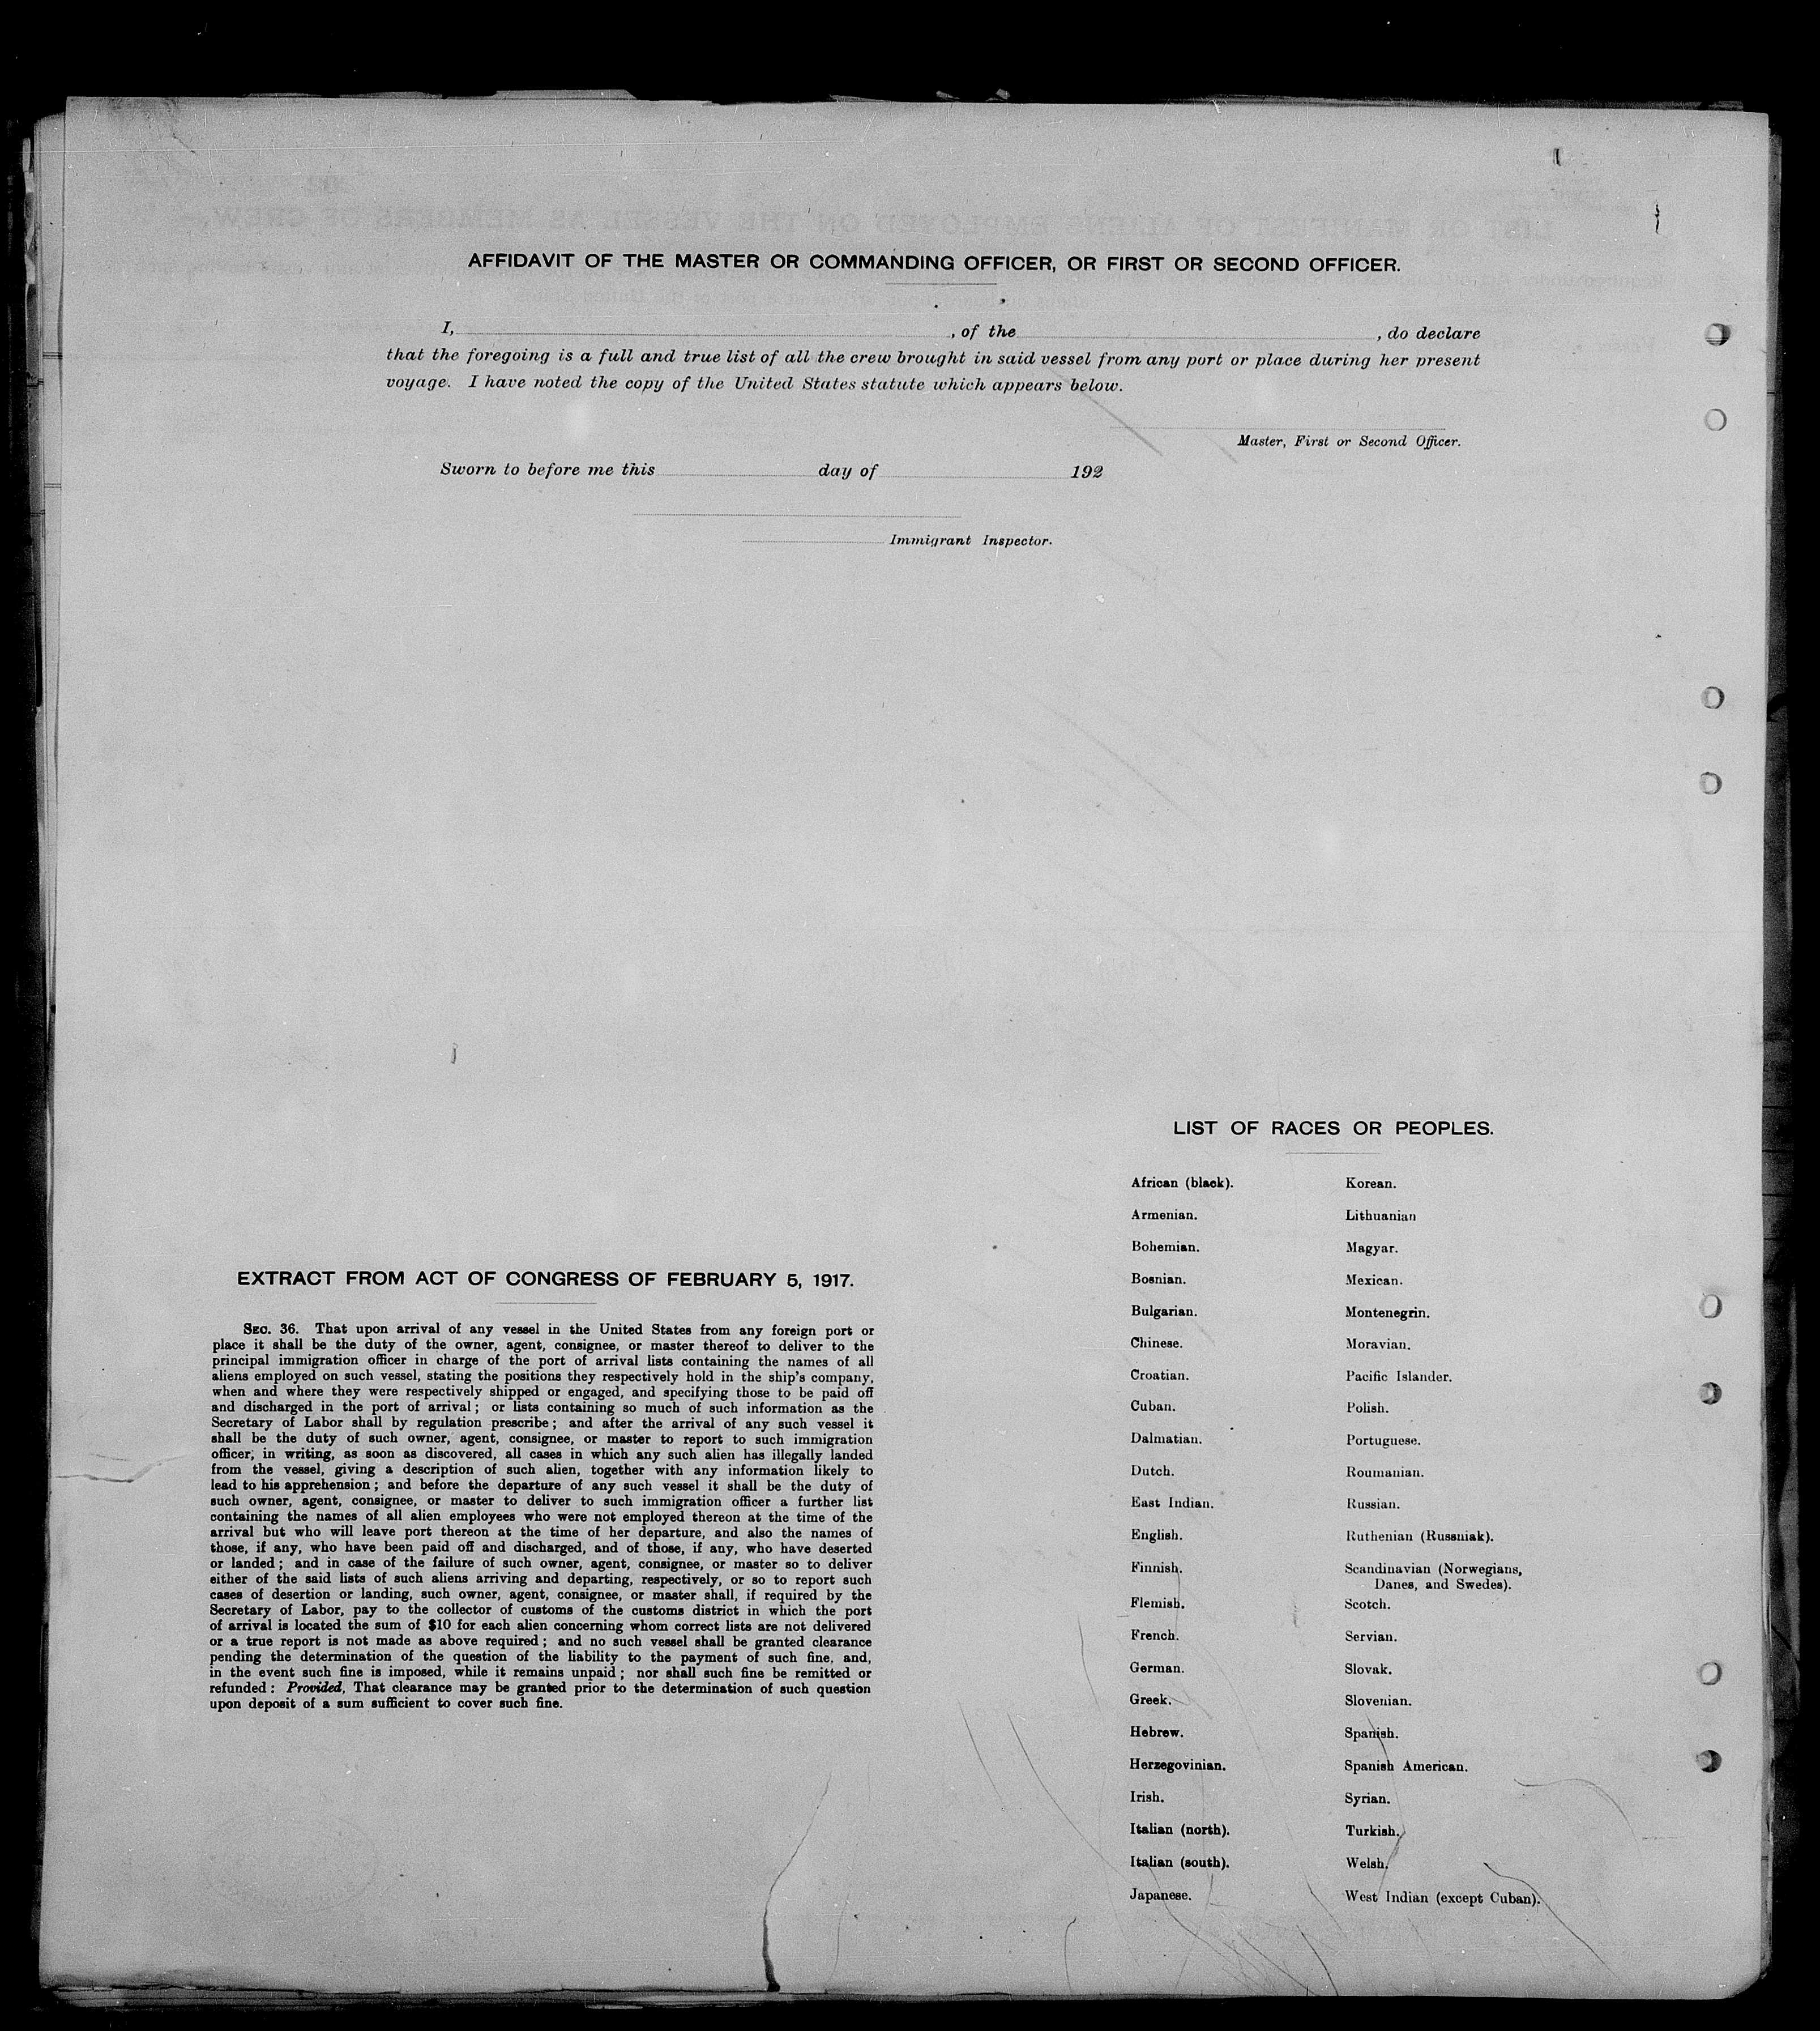 AFFIDAVIT OF THE MASTER OR COMMANDING OFFICER, OR FIRST OR SECOND OFFICER.
I, , of the , do declare
that the foregoing is a full and true list of all the crew brought in said vessel from any port or place during her present
voyage. I have noted the copy of the United States statute which appears below.
Master, First or Second Officer.
Sworn to before me this day of 192
Immigrant Inspector.
EXTRACT FROM ACT OF CONGRESS OF FEBRUARY 5, 1917.
SEC. 36. That upon arrival of any vessel in the United States from any foreign port or
place it shall be the duty of the owner, agent, consignee, or master thereof to deliver to the
principal immigration officer in charge of the port of arrival lists containing the names of all
aliens employed on such vessel, stating the positions they respectively hold in the ship's company,
when and where they were respectively shipped or engaged, and specifying those to be paid off
and discharged in the port of arrival; or lists containing so much of such information as the
Secretary of Labor shall by regulation prescribe; and after the arrival of any such vessel it
shall be the duty of such owner, agent, consignee, or master to report to such immigration
officer, in writing, as soon as discovered, all cases in which any such alien has illegally landed
from the vessel, giving a description of such alien, together with any information likely to
lead to his apprehension; and before the departure of any such vessel it shall be the duty of
such owner, agent, consignee, or master to deliver to such immigration officer a further list
containing the names of all alien employees who were not employed thereon at the time of the
arrival but who will leave port thereon at the time of her departure, and also the names of
those, if any, who have been paid off and discharged, and of those, if any, who have deserted
or landed; and in case of the failure of such owner, agent, consignee, or master so to deliver
either of the said lists of such aliens arriving and departing, respectively, or so to report such
cases of desertion or landing, such owner, agent, consignee, or master shall, if required by the
Secretary of Labor, pay to the collector of customs of the customs district in which the port
of arrival is located the sum of $10 for each alien concerning whom correct lists are not delivered
or a true report is not made as above required; and no such vessel shall be granted clearance
pending the determination of the question of the liability to the payment of such fine, and,
in the event such fine is imposed, while it remains unpaid; nor shall such fine be remitted or
refunded: Provided, That clearance may be granted prior to the determination of such question
upon deposit of a sum sufficient to cover such fine.
LIST OF RACES OR PEOPLES.
African (black).
Armenian.
Bohemian.
Bosnian.
Bulgarian.
Chinese.
Croatian.
Cuban.
Dalmatian.
Dutch.
East Indian.
English.
Finnish.
Flemish.
French.
German.
Greek.
Hebrew.
Herzegovinian.
Irish.
Italian (north).
Italian (south).
Japanese.
Korean.
Lithuanian
Magyar.
Mexican.
Montenegrin.
Moravian.
Pacific Islander.
Polish.
Portuguese.
Roumanian.
Russian.
Ruthenian (Russniak).
Scandinavian (Norwegians,
Danes, and Swedes).
Scotch.
Servian.
Slovak.
Slovenian.
Spanish.
Spanish American.
Syrian.
Turkish.
Welsh.
West Indian (except Cuban).